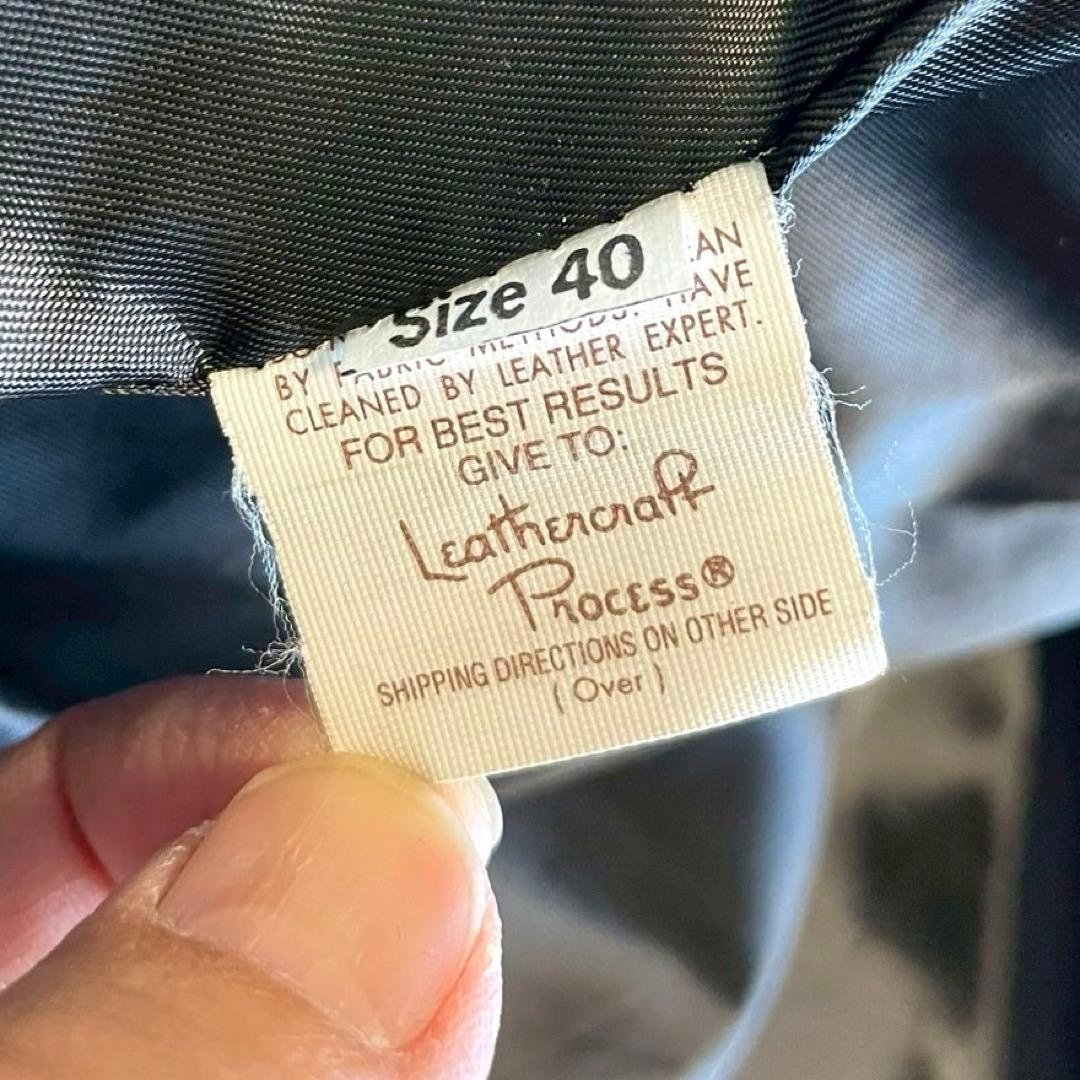 Size 40
AN
BY FABRIC METHODS. HAVE
CLEANED BY LEATHER EXPERT.
FOR BEST RESULTS
GIVE TO:
Leathercraft
Process®
SHIPPING DIRECTIONS ON OTHER SIDE
(Over)